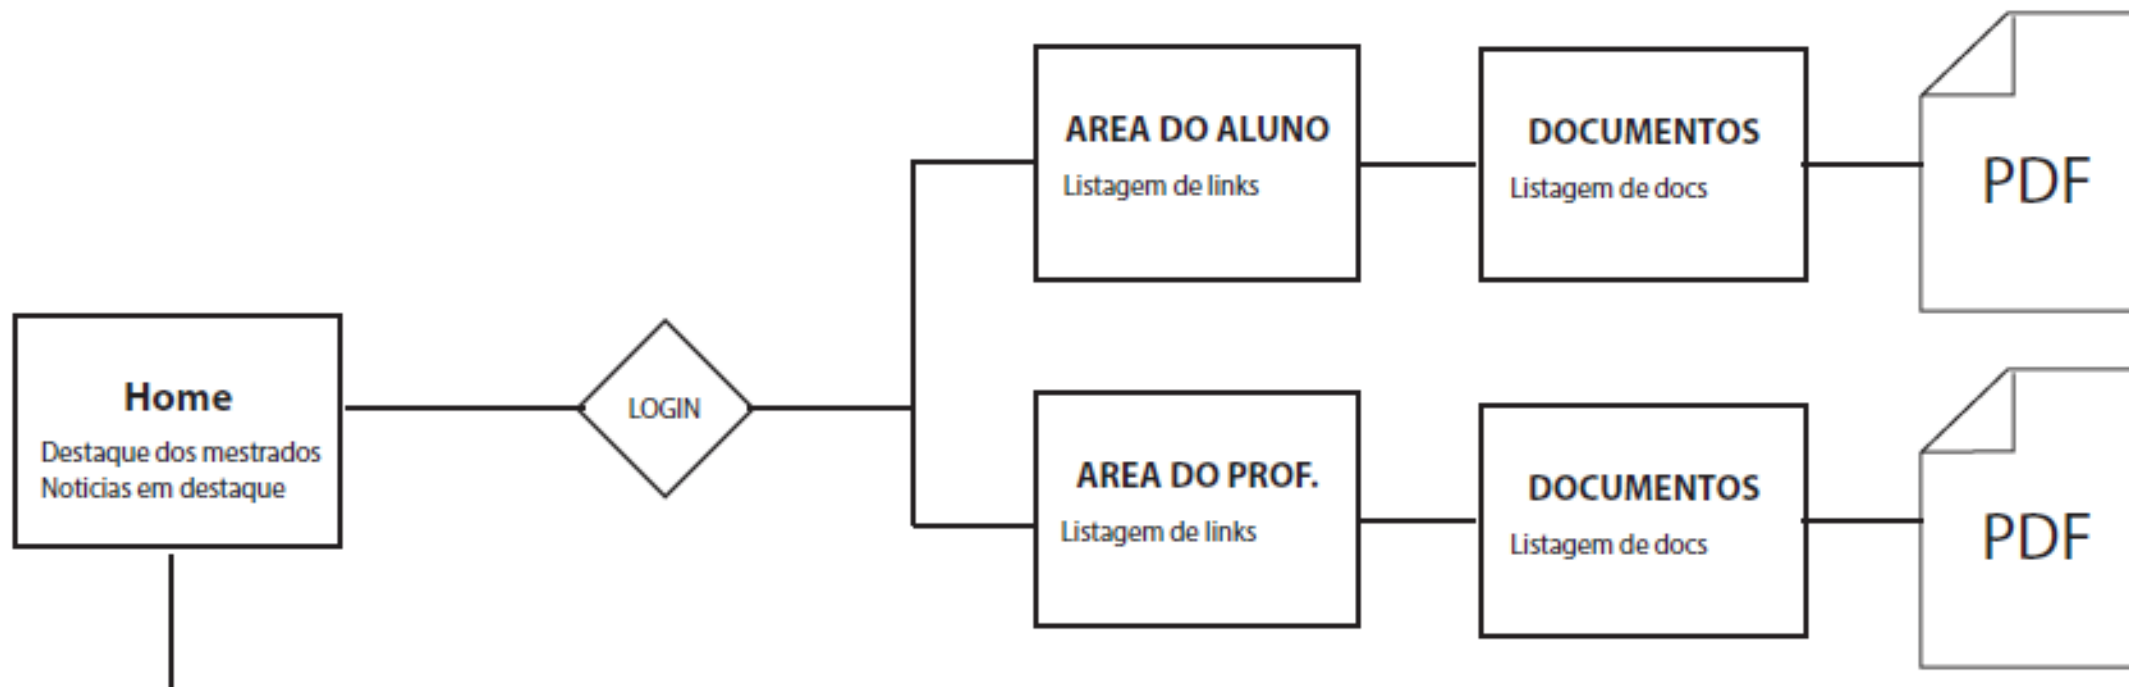 Home
Destaque dos mestrados
Noticias em destaque
LOGIN
AREA DO ALUNO
Listagem de links
DOCUMENTOS
Listagem de docs
PDF
AREA DO PROF.
Listagem de links
DOCUMENTOS
Listagem de docs
PDF